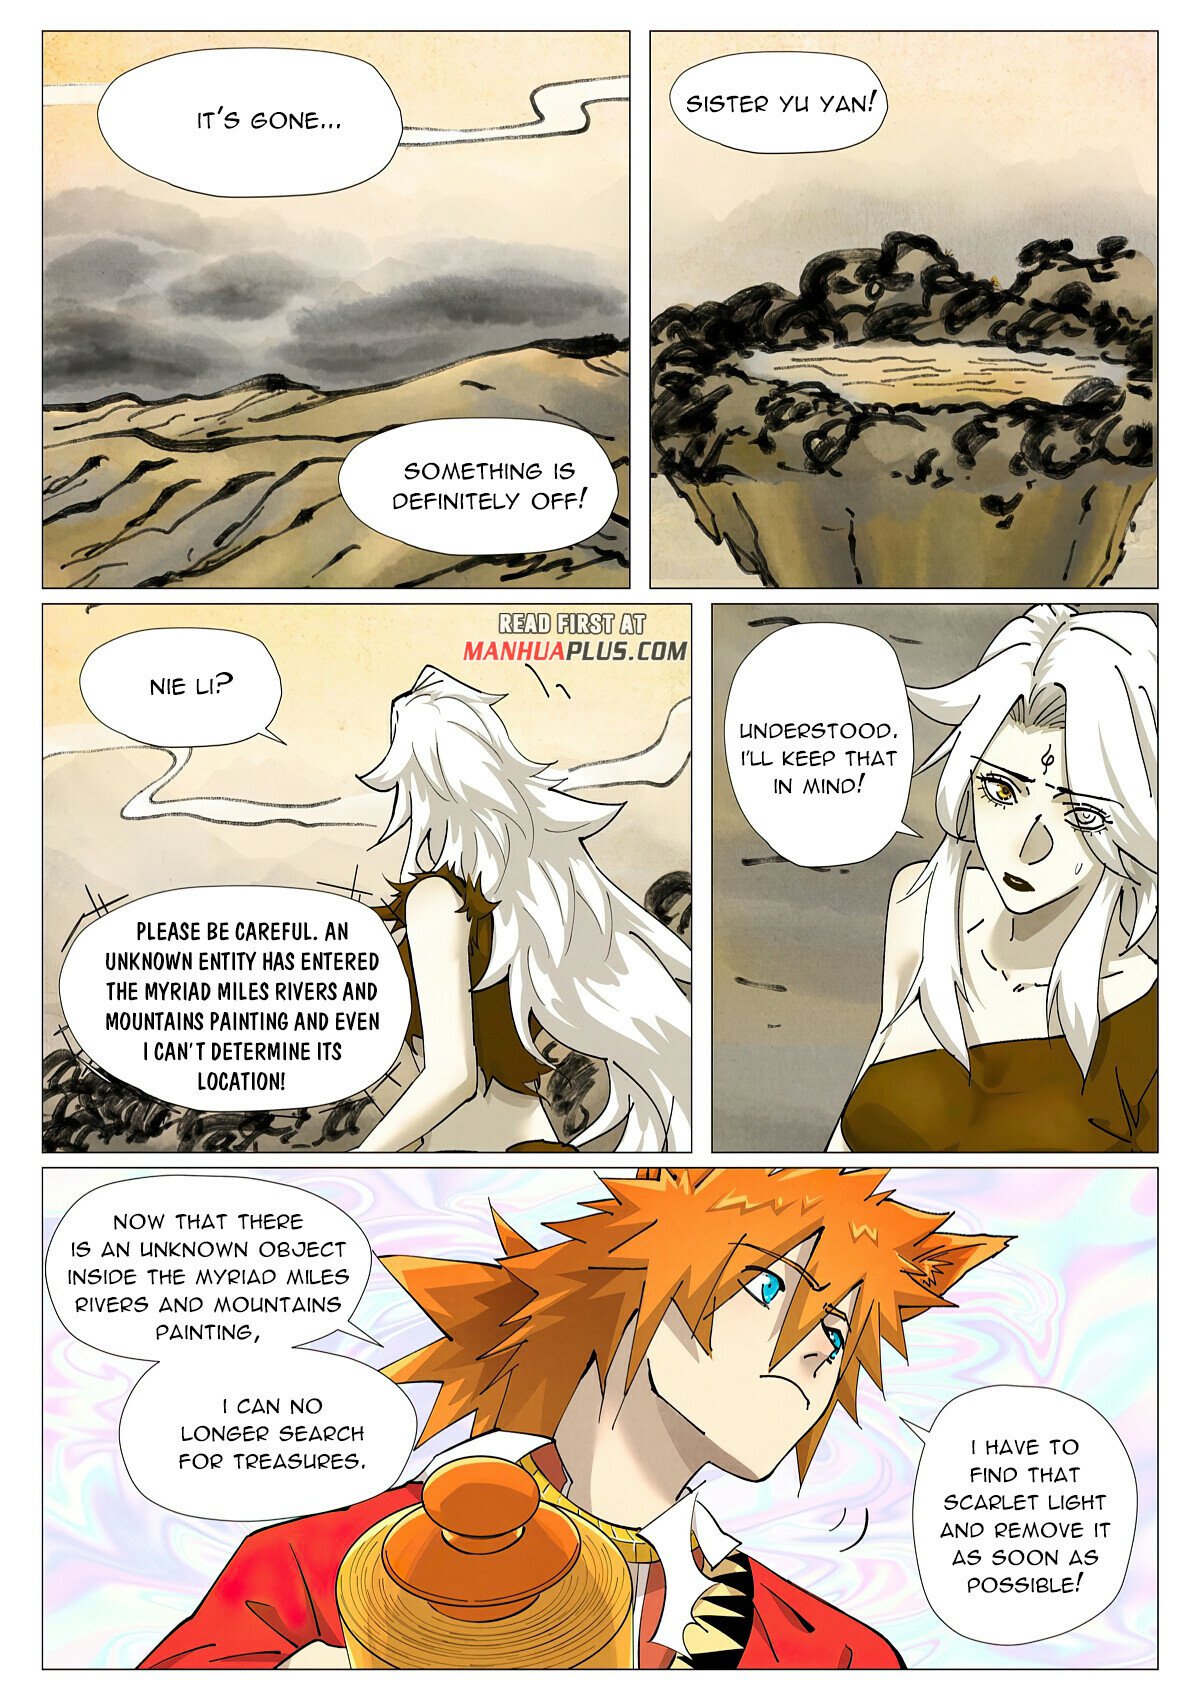 IT'S GONE...
SOMETHING IS
DEFINITELY OFF!
SISTER YU YAN!
READ FIRST AT
MANHUAPLUS.COM
NIE LI?
PLEASE BE CAREFUL. AN
UNKNOWN ENTITY HAS ENTERED
THE MYRIAD MILES RIVERS AND
MOUNTAINS PAINTING AND EVEN
I CAN'T DETERMINE ITS
LOCATION!
UNDERSTOOD.
I'LL KEEP THAT
IN MIND!
NOW THAT THERE
IS AN UNKNOWN OBJECT
INSIDE THE MYRIAD MILES
RIVERS AND MOUNTAINS
PAINTING,
I CAN NO
LONGER SEARCH
FOR TREASURES.
I HAVE TO
FIND THAT
SCARLET LIGHT
AND REMOVE IT
AS SOON AS
POSSIBLE!